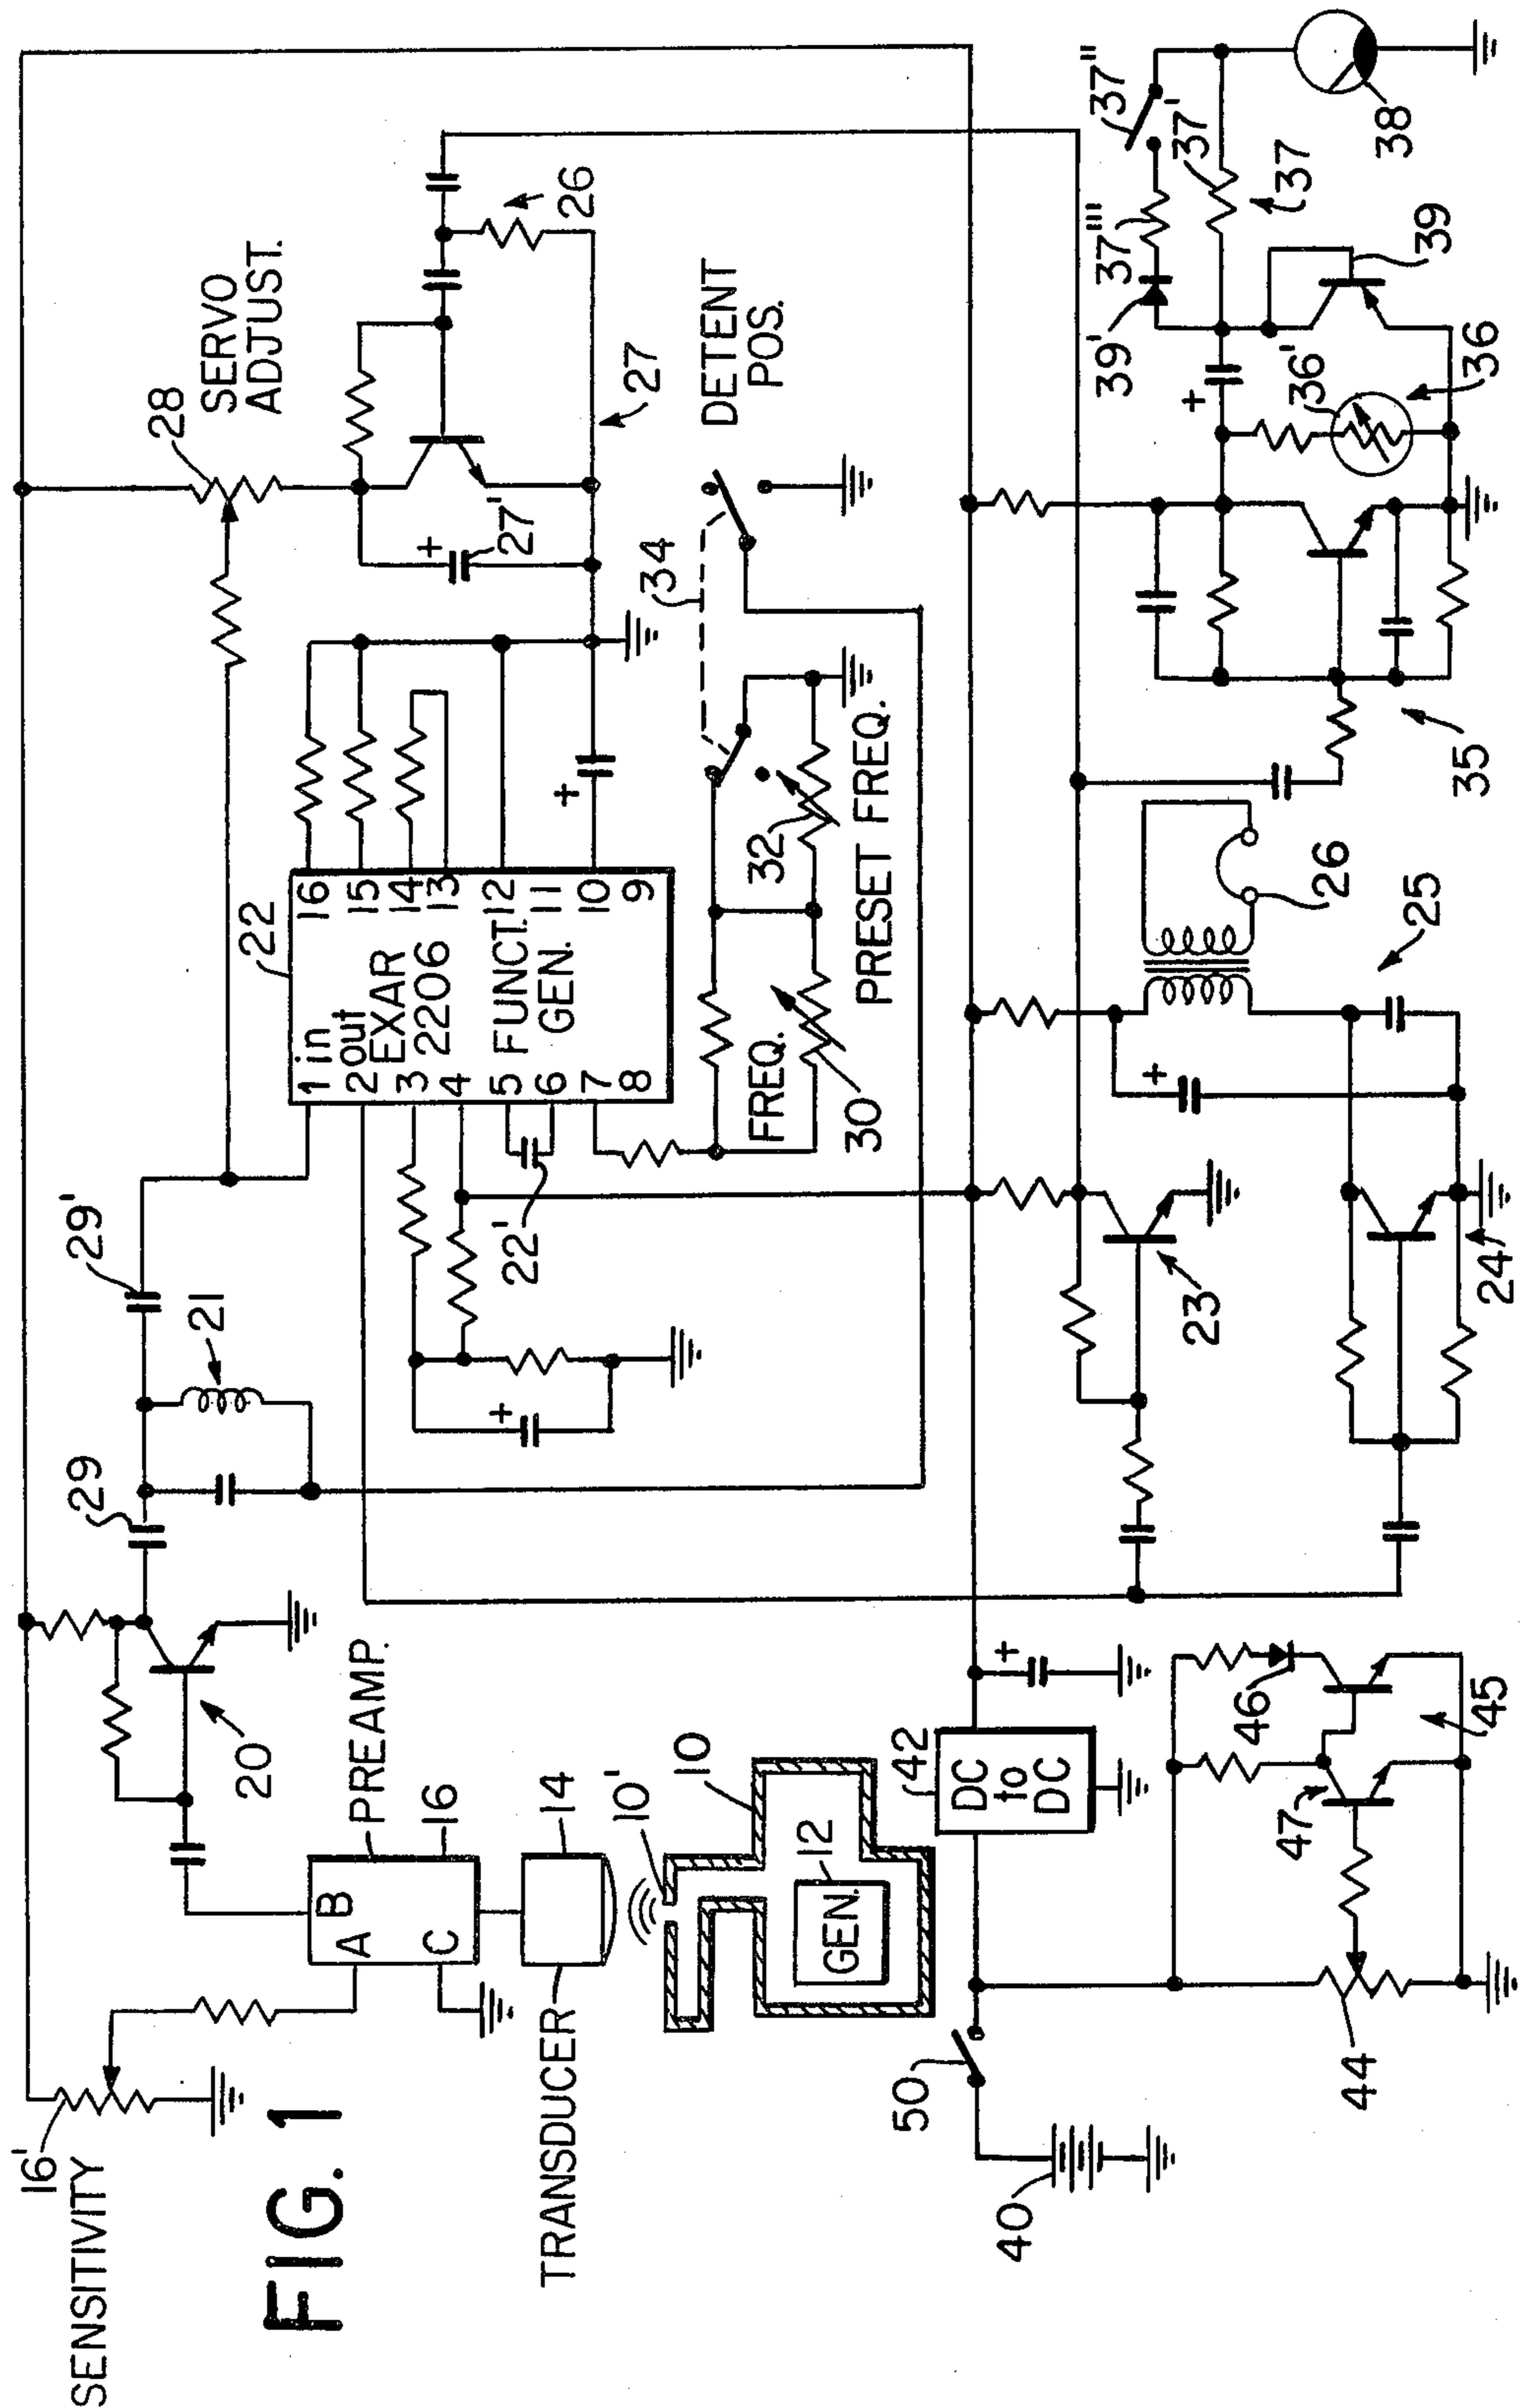 FIG. 1
SENSITIVITY
16'
A
B
C
PREAMP.
16
TRANSDUCER
14
10'
10
GEN.
12
20
29
29'
21
22
1 in
2 out
3
4
5
6
7
8
EXAR
2206
FUNCT.
GEN.
16
15
14
13
12
11
10
9
22'
28
SERVO
ADJUST.
26
27
27'
FREQ.
30
32
PRESET FREQ.
34
DETENT
POS.
40
50
42
DC
to
DC
44
45
46
47
23
24
25
26
35
36
36'
37
37'
37"
37'''
38
39
39'
+
+
+
+
+
+